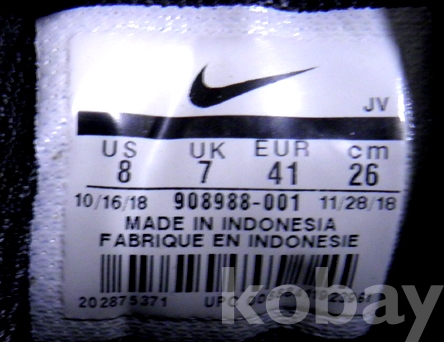 JV
US UK EUR cm
8 7 41 26
10/16/18 908988-001 11/28/18
MADE IN INDONESIA
FABRIQUE EN INDONESIE
202875371 UPC
kobay